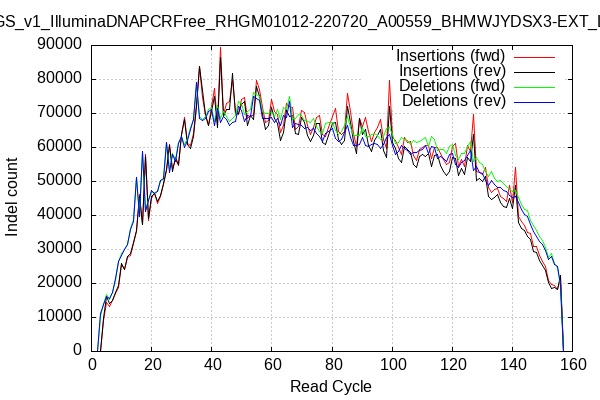 GS_v1_IlluminaDNAPCRFree_RHGM01012-220720_A00559_BHMWJYDSX3-EXT_
Insertions (fwd)
Insertions (rev)
Deletions (fwd)
Deletions (rev)
90000
80000
70000
60000
50000
40000
30000
20000
10000
0
Indel count
0 20 40 60 80 100 120 140 160
Read Cycle